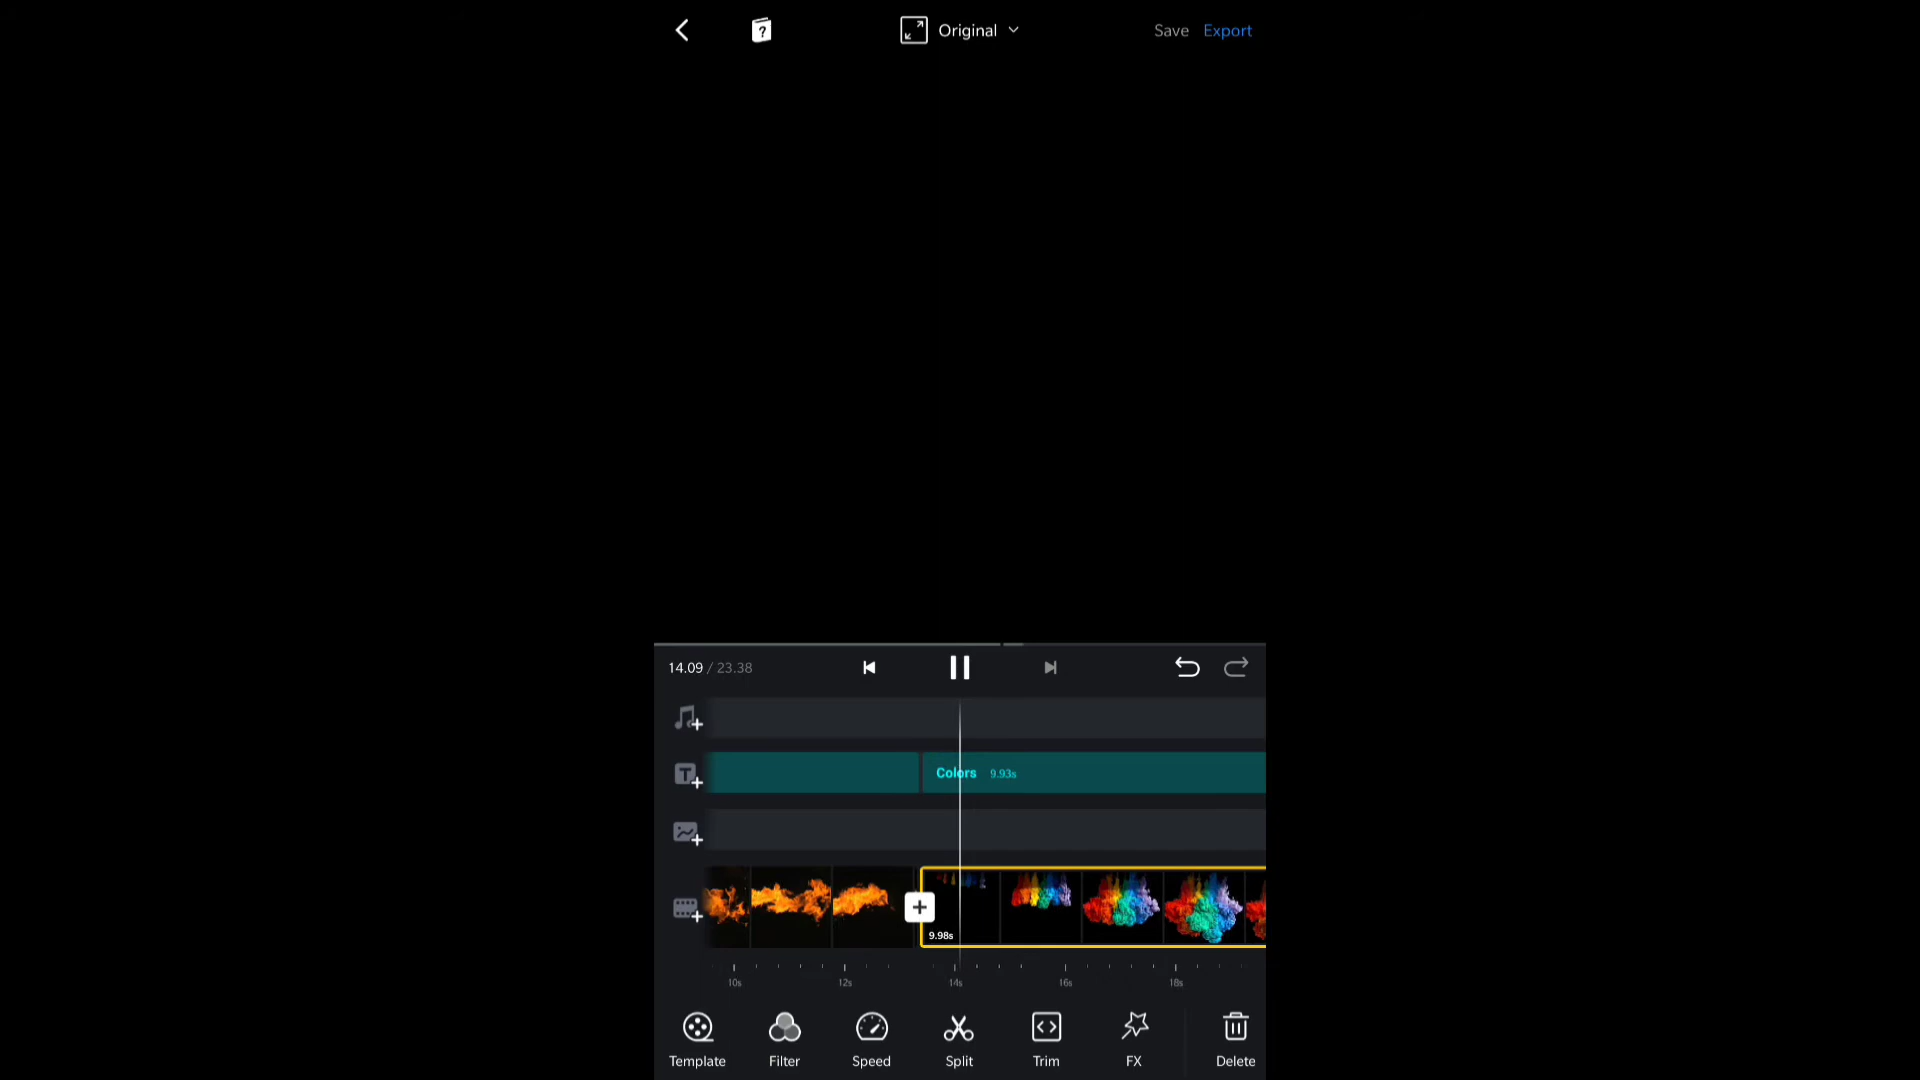 ?
Original
Save Export
14.09 / 23.38
T
Colors 9.93s
9.98s
10s 12s 14s 16s 18s
Template Filter Speed Split Trim FX Delete